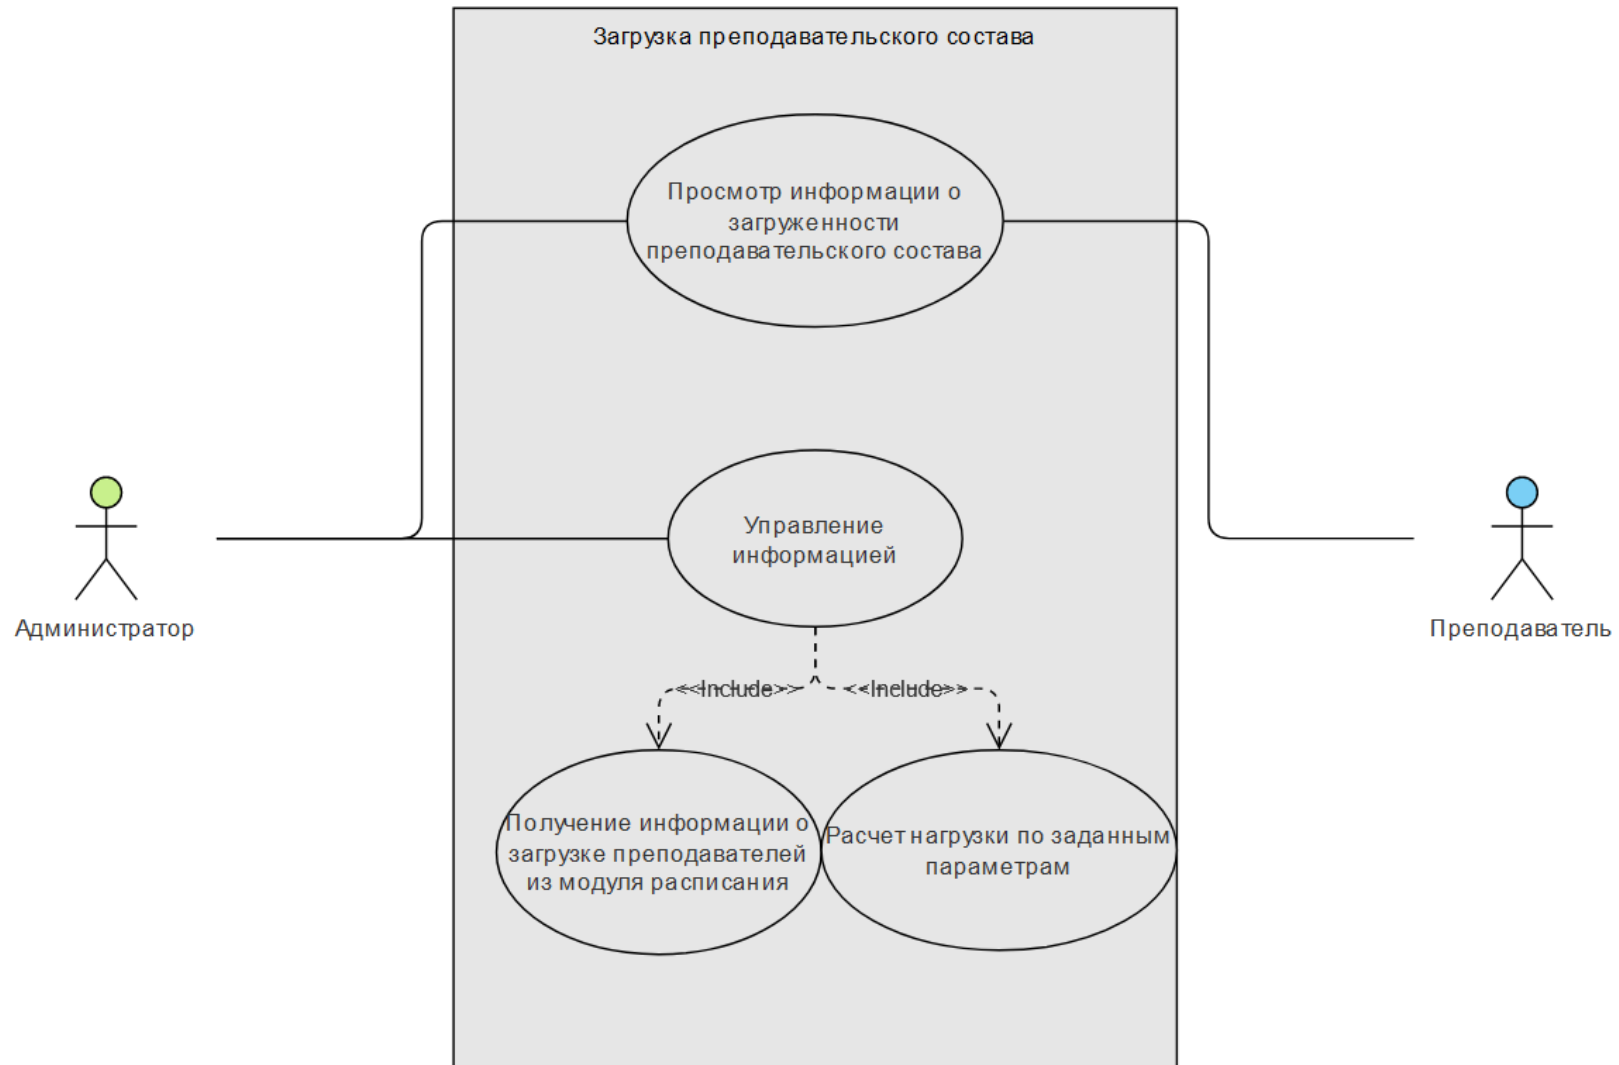 Загрузка преподавательского состава
Просмотр информации о
загруженности
преподавательского состава
Управление
информацией
Администратор
Преподаватель
<<Include>>
<<Include>>
Получение информации о
загрузке преподавателей
из модуля расписания
Расчет нагрузки по заданным
параметрам